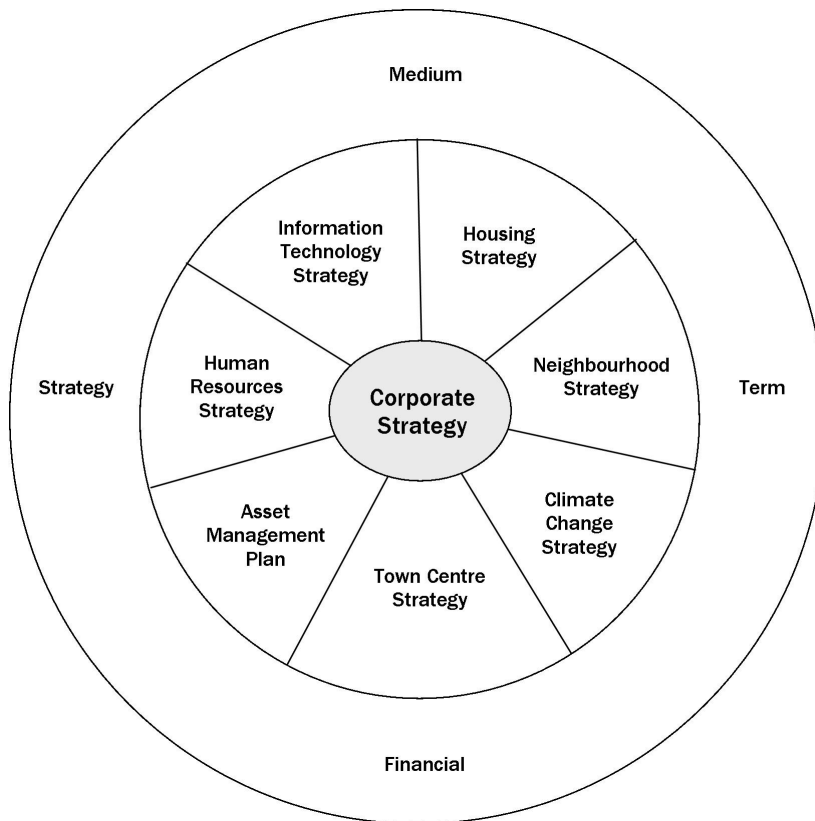 Medium
Term
Financial
Strategy
Information
Technology
Strategy
Housing
Strategy
Neighbourhood
Strategy
Climate
Change
Strategy
Town Centre
Strategy
Asset
Management
Plan
Human
Resources
Strategy
Corporate
Strategy